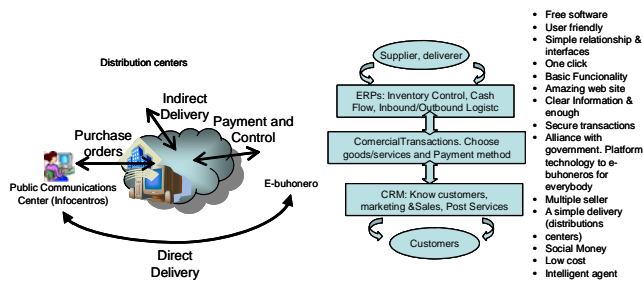 Distribution centers
Indirect
Delivery
Payment and
Control
Purchase
orders
Public Communications
Center (Infocentros)
E-buhonero
Direct
Delivery
Supplier, deliverer
ERPs: Inventory Control, Cash
Flow, Inbound/Outbound Logistc
ComercialTransactions. Choose
goods/services and Payment method
CRM: Know customers,
marketing &Sales, Post Services
Customers
• Free software
• User friendly
• Simple relationship &
interfaces
• One click
• Basic Funcionality
• Amazing web site
• Clear Information &
enough
• Secure transactions
• Alliance with
government. Platform
technology to e-
buhoneros for
everybody
• Multiple seller
• A simple delivery
(distributions
centers)
• Social Money
• Low cost
• Intelligent agent